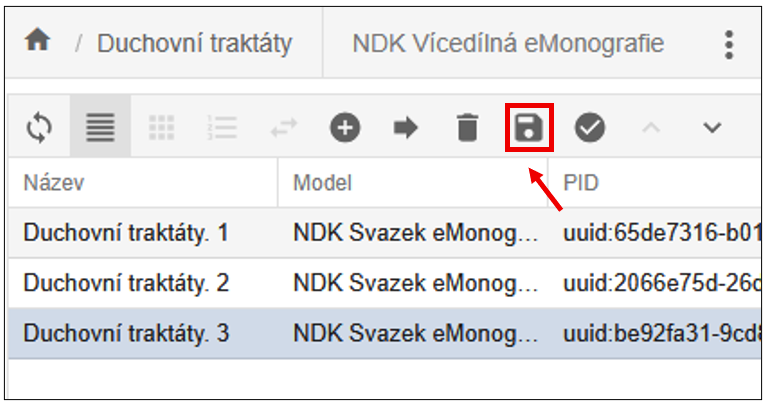 / Duchovní traktáty NDK Vícedílná eMonografie
Název Model PID
Duchovní traktáty. 1 NDK Svazek eMonog... uuid:65de7316-b01
Duchovní traktáty. 2 NDK Svazek eMonog... uuid:2066e75d-26d
Duchovní traktáty. 3 NDK Svazek eMonog... uuid:be92fa31-9cd8